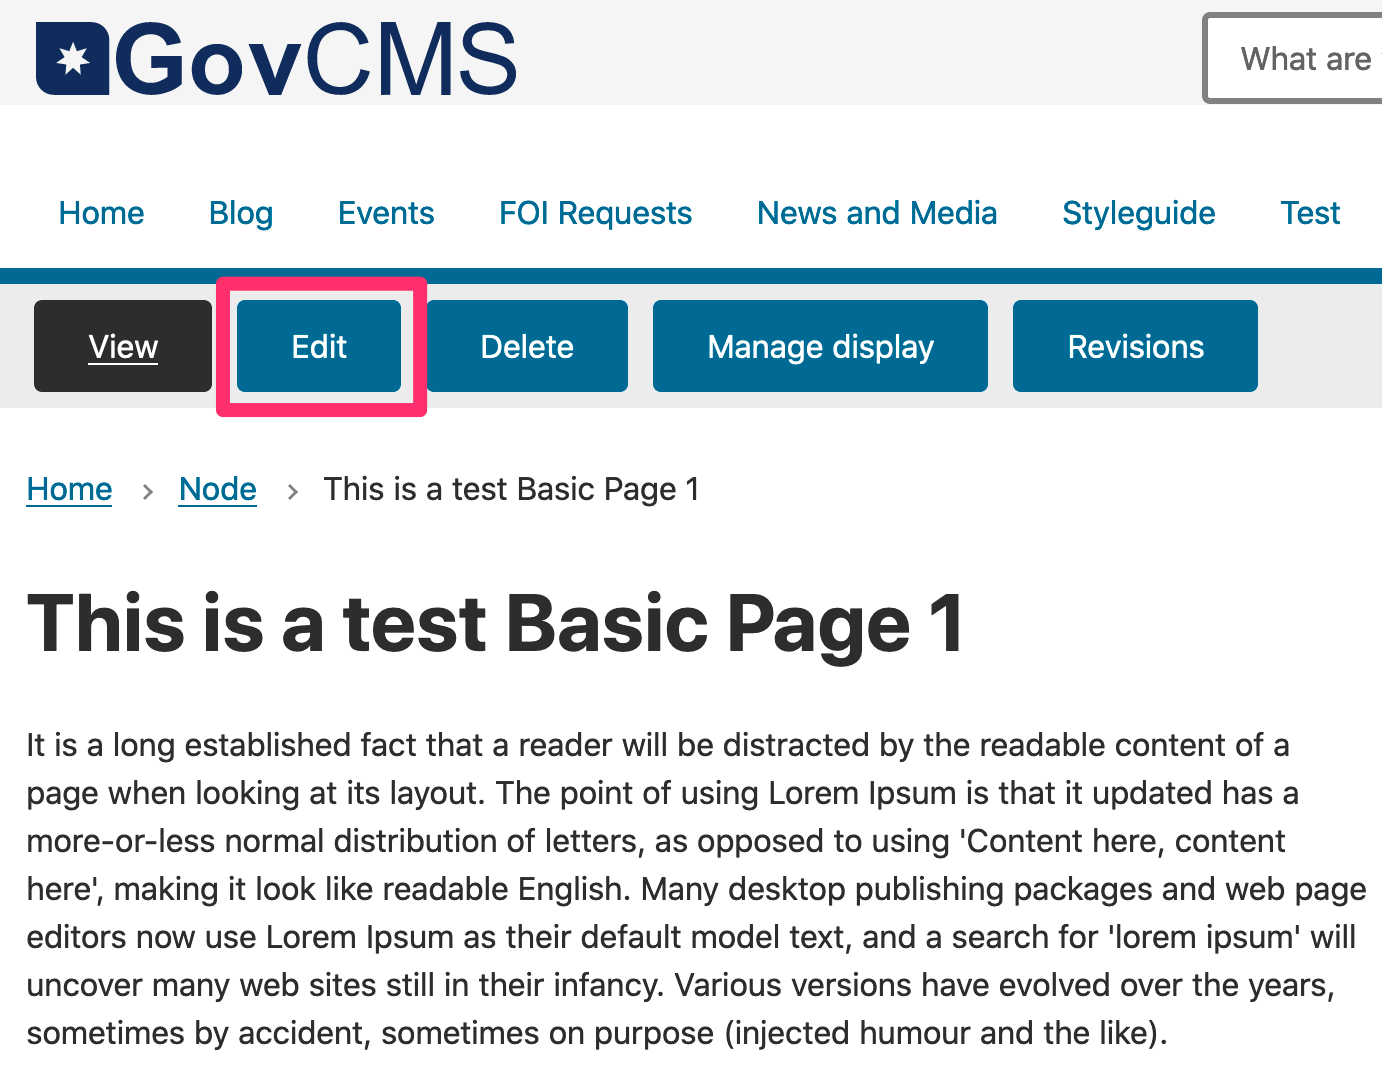 GovCMS
What are
Home Blog Events FOI Requests News and Media Styleguide Test
View Edit Delete Manage display Revisions
Home > Node > This is a test Basic Page 1
This is a test Basic Page 1
It is a long established fact that a reader will be distracted by the readable content of a
page when looking at its layout. The point of using Lorem Ipsum is that it updated has a
more-or-less normal distribution of letters, as opposed to using 'Content here, content
here', making it look like readable English. Many desktop publishing packages and web page
editors now use Lorem Ipsum as their default model text, and a search for 'lorem ipsum' will
uncover many web sites still in their infancy. Various versions have evolved over the years,
sometimes by accident, sometimes on purpose (injected humour and the like).